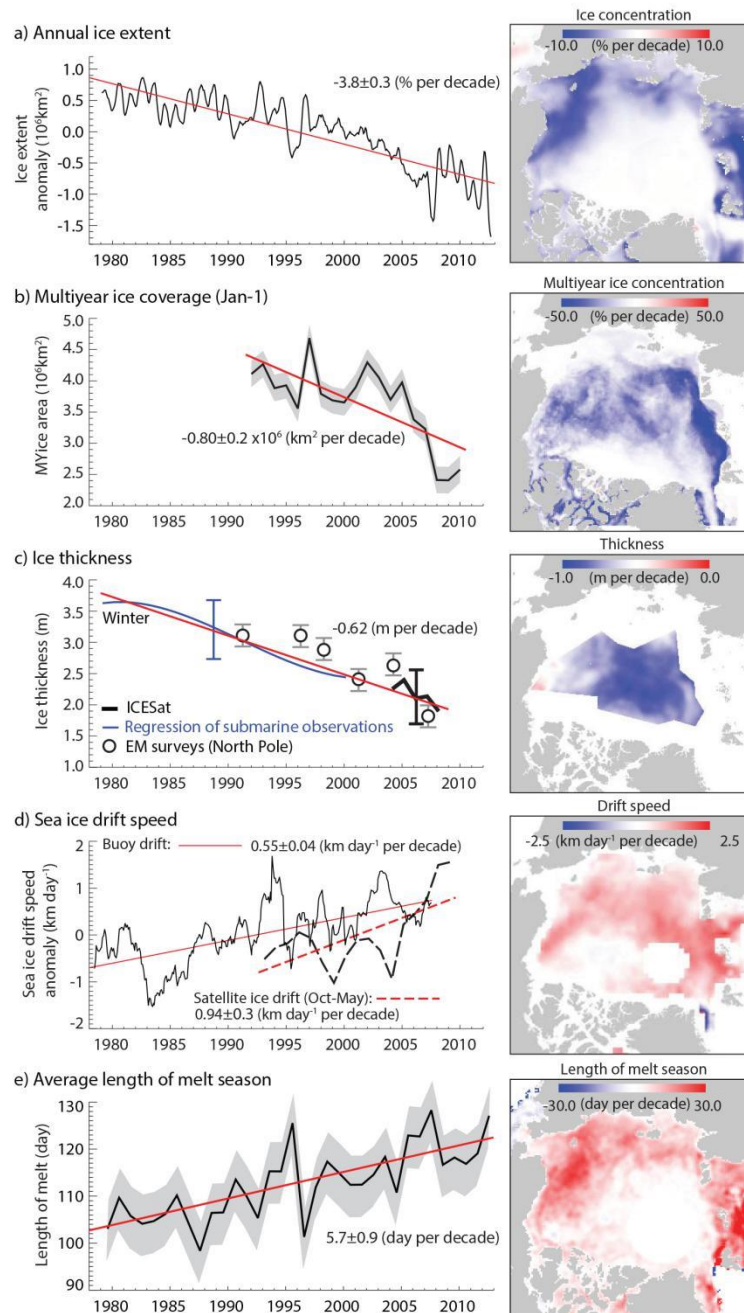 a) Annual ice extent
Ice extent
anomaly (10⁶km²)
1.0
0.5
0.0
-0.5
-1.0
-1.5
-3.8±0.3 (% per decade)
1980 1985 1990 1995 2000 2005 2010
Ice concentration
-10.0 (% per decade) 10.0
b) Multiyear ice coverage (Jan-1)
MYice area (10⁶km²)
5.0
4.5
4.0
3.5
3.0
2.5
2.0
-0.80±0.2 x10⁶ (km² per decade)
1980 1985 1990 1995 2000 2005 2010
Multiyear ice concentration
-50.0 (% per decade) 50.0
c) Ice thickness
Ice thickness (m)
4.0
3.5
3.0
2.5
2.0
1.5
1.0
Winter
-0.62 (m per decade)
ICESat
Regression of submarine observations
EM surveys (North Pole)
1980 1985 1990 1995 2000 2005 2010
Thickness
-1.0 (m per decade) 0.0
d) Sea ice drift speed
Sea ice drift speed
anomaly (km day⁻¹)
2
1
0
-1
-2
Buoy drift: 0.55±0.04 (km day⁻¹ per decade)
Satellite ice drift (Oct-May):
0.94±0.3 (km day⁻¹ per decade)
1980 1985 1990 1995 2000 2005 2010
Drift speed
-2.5 (km day⁻¹ per decade) 2.5
e) Average length of melt season
Length of melt (day)
130
120
110
100
90
5.7±0.9 (day per decade)
1980 1985 1990 1995 2000 2005 2010
Length of melt season
-30.0 (day per decade) 30.0